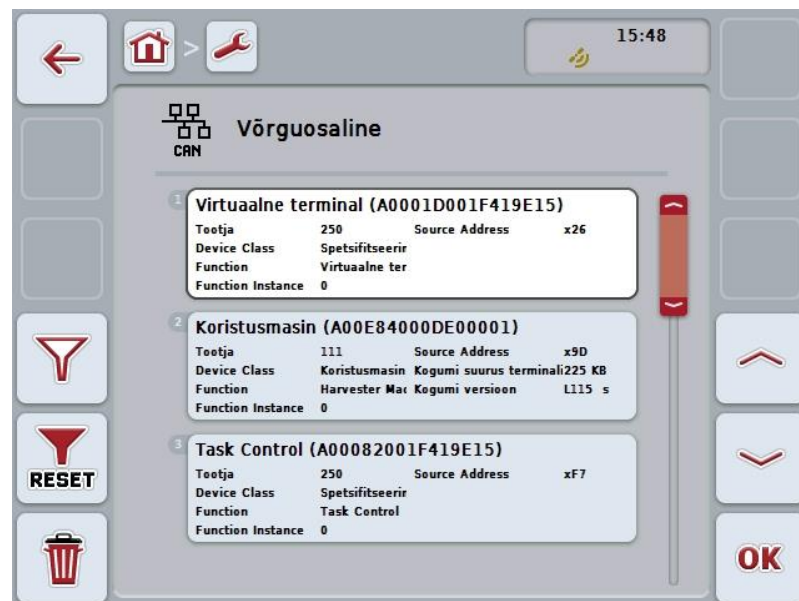 15:48
>
CAN
Võrguosaline
1
Virtuaalne terminal (A0001D001F419E15)
Tootja 250 Source Address x26
Device Class Spetsifitseerir
Function Virtuaalne ter
Function Instance 0
2
Koristusmasin (A00E84000DE00001)
Tootja 111 Source Address x9D
Device Class Koristusmasin Kogumi suurus terminali 225 KB
Function Harvester Mac Kogumi versioon L115 s
Function Instance 0
3
Task Control (A00082001F419E15)
Tootja 250 Source Address xF7
Device Class Spetsifitseerir
Function Task Control
Function Instance 0
RESET
OK